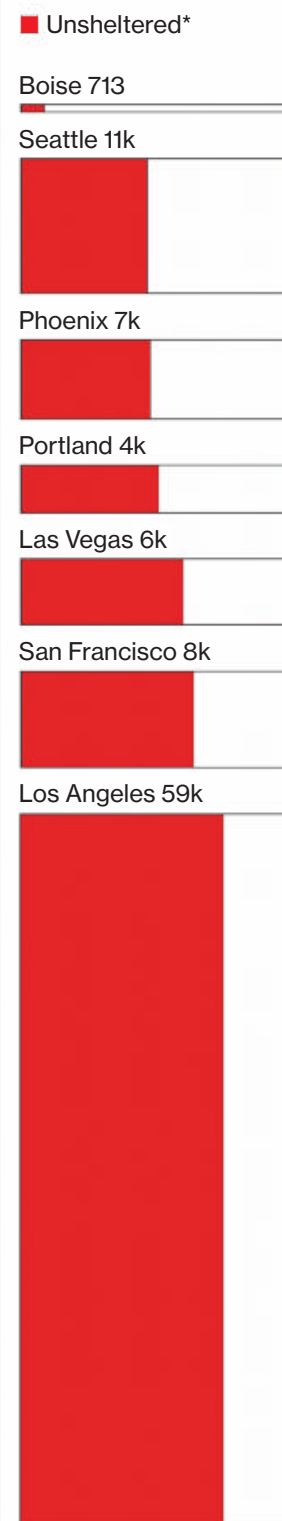 Unsheltered*
Boise 713
Seattle 11k
Phoenix 7k
Portland 4k
Las Vegas 6k
San Francisco 8k
Los Angeles 59k